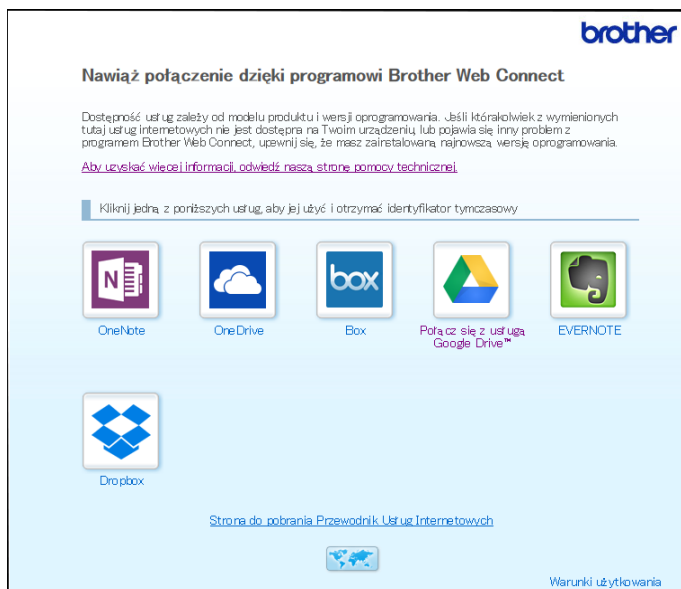 brother
Nawiąż połączenie dzięki programowi Brother Web Connect
Dostępność usług zależy od modelu produktu i wersji oprogramowania. Jeśli którakolwiek z wymienionych
tutaj usług internetowych nie jest dostępna na Twoim urządzeniu, lub pojawia się inny problem z
programem Brother Web Connect, upewnij się, że masz zainstalowaną najnowszą wersję oprogramowania.
Aby uzyskać więcej informacji, odwiedź naszą stronę pomocy technicznej.
Kliknij jedną z poniższych usług, aby jej użyć i otrzymać identyfikator tymczasowy
N
box
OneNote
OneDrive
Box
Połącz się z usługą
Google Drive™
EVERNOTE
Dropbox
Strona do pobrania Przewodnik Usług Internetowych
Warunki użytkowania